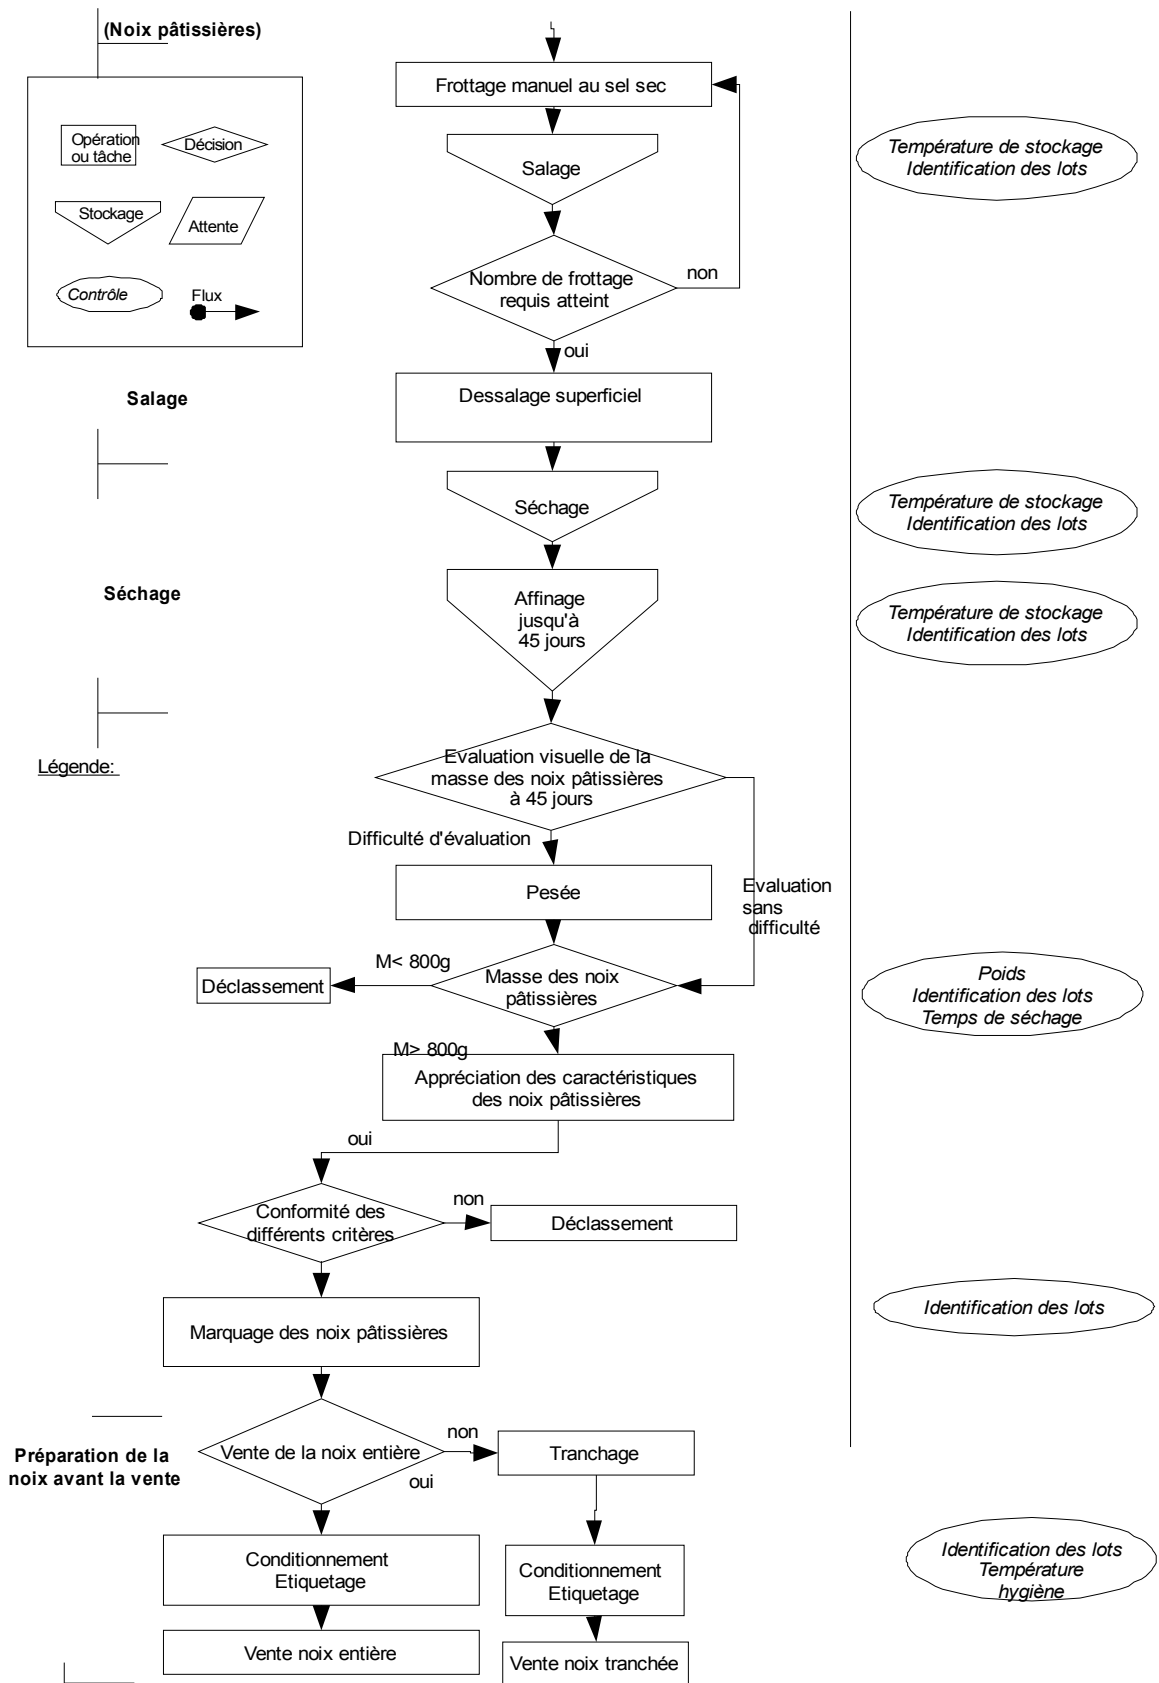 (Noix pâtissières)
Opération
ou tâche
Décision
Stockage
Attente
Contrôle
Flux
Frottage manuel au sel sec
Salage
Température de stockage
Identification des lots
Nombre de frottage
requis atteint
non
oui
Dessalage superficiel
Salage
Séchage
Température de stockage
Identification des lots
Séchage
Affinage
jusqu'à
45 jours
Température de stockage
Identification des lots
Légende:
Evaluation visuelle de la
masse des noix pâtissières
à 45 jours
Difficulté d'évaluation
Evaluation
sans
difficulté
Pesée
M< 800g
Déclassement
Masse des noix
pâtissières
Poids
Identification des lots
Temps de séchage
M> 800g
Appréciation des caractéristiques
des noix pâtissières
oui
Conformité des
différents critères
non
Déclassement
Identification des lots
Marquage des noix pâtissières
Préparation de la
noix avant la vente
Vente de la noix entière
non
oui
Tranchage
Conditionnement
Etiquetage
Conditionnement
Etiquetage
Identification des lots
Température
hygiène
Vente noix entière
Vente noix tranchée